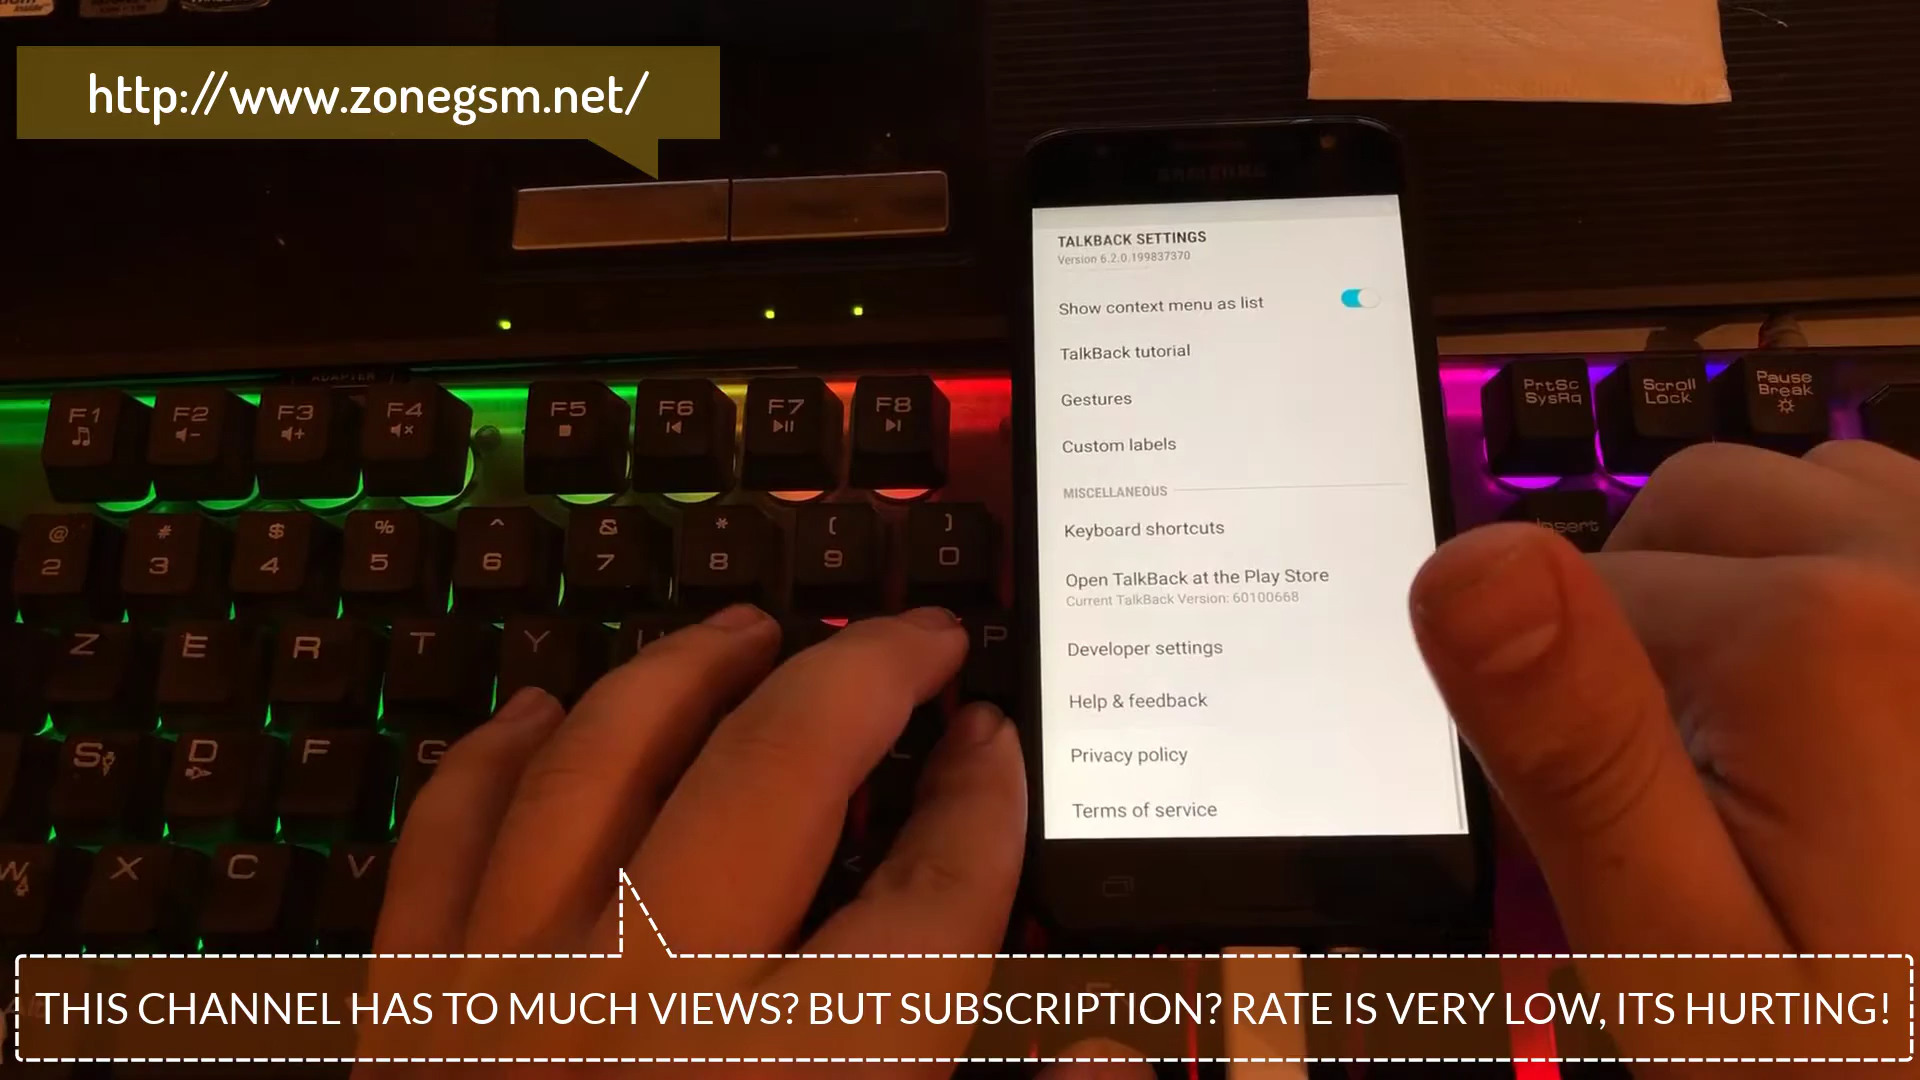 http://www.zonegsm.net/
SAMSUNG
TALKBACK SETTINGS
Version 6.2.0.199837370
Show context menu as list
TalkBack tutorial
Gestures
Custom labels
MISCELLANEOUS
Keyboard shortcuts
Open TalkBack at the Play Store
Current TalkBack Version: 60100668
Developer settings
Help & feedback
Privacy policy
Terms of service
ADAPTER
F1 F2 F3 F4 F5 F6 F7 F8
PrtSc SysRq
Scroll Lock
Pause Break
Insert
@ # $ % ^ & * ( )
2 3 4 5 6 7 8 9 0
Z E R T Y U P
S D F G L
W X C V <
THIS CHANNEL HAS TO MUCH VIEWS? BUT SUBSCRIPTION? RATE IS VERY LOW, ITS HURTING!